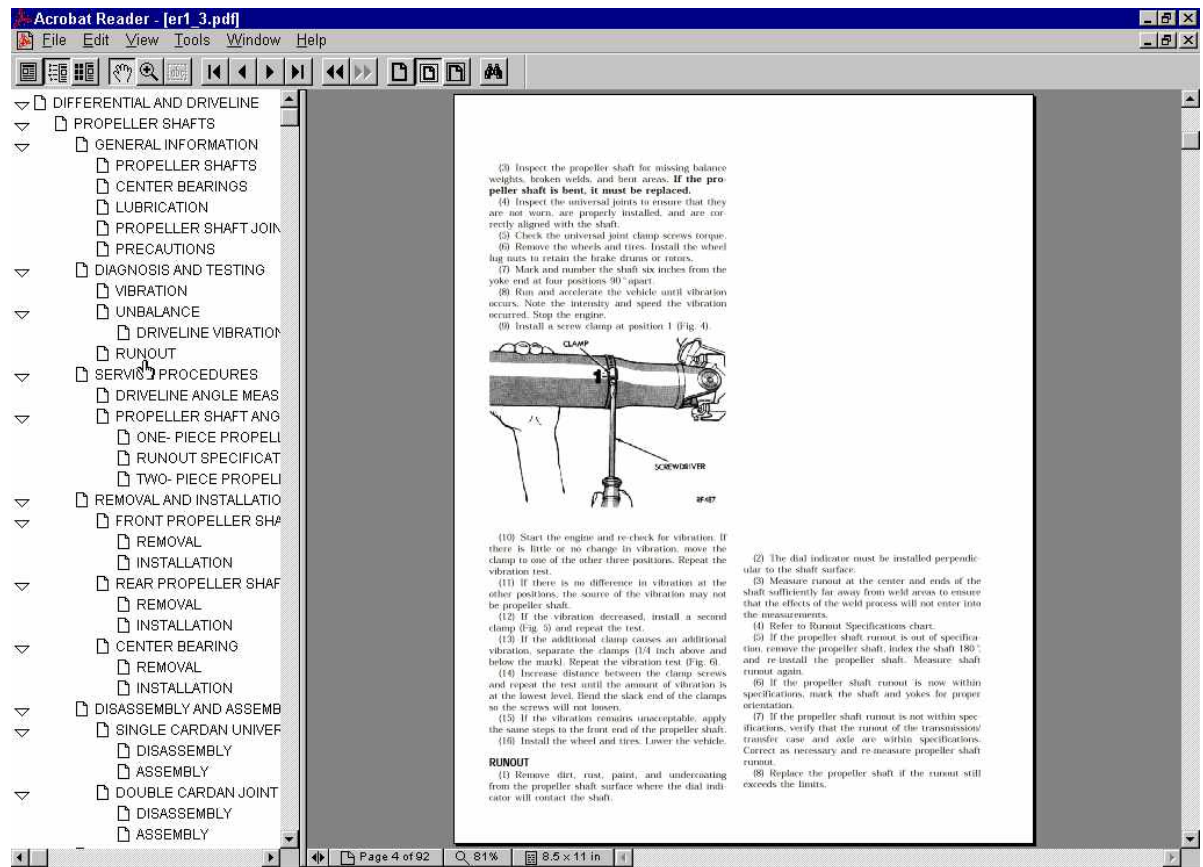 Acrobat Reader - [er1_3.pdf]
File Edit View Tools Window Help
DIFFERENTIAL AND DRIVELINE
PROPELLER SHAFTS
GENERAL INFORMATION
PROPELLER SHAFTS
CENTER BEARINGS
LUBRICATION
PROPELLER SHAFT JOIN
PRECAUTIONS
DIAGNOSIS AND TESTING
VIBRATION
UNBALANCE
DRIVELINE VIBRATION
RUNOUT
SERVICE PROCEDURES
DRIVELINE ANGLE MEAS
PROPELLER SHAFT ANG
ONE- PIECE PROPELL
RUNOUT SPECIFICAT
TWO- PIECE PROPELL
REMOVAL AND INSTALLATIO
FRONT PROPELLER SHA
REMOVAL
INSTALLATION
REAR PROPELLER SHAF
REMOVAL
INSTALLATION
CENTER BEARING
REMOVAL
INSTALLATION
DISASSEMBLY AND ASSEMB
SINGLE CARDAN UNIVER
DISASSEMBLY
ASSEMBLY
DOUBLE CARDAN JOINT
DISASSEMBLY
ASSEMBLY
(3) Inspect the propeller shaft for missing balance
weights, broken welds, and bent areas. If the pro-
peller shaft is bent, it must be replaced.
(4) Inspect the universal joints to ensure that they
are not worn, are properly installed, and are cor-
rectly aligned with the shaft.
(5) Check the universal joint clamp screws torque.
(6) Remove the wheels and tires. Install the wheel
lug nuts to retain the brake drums or rotors.
(7) Mark and number the shaft six inches from the
yoke end at four positions 90° apart.
(8) Run and accelerate the vehicle until vibration
occurs. Note the intensity and speed the vibration
occurred. Stop the engine.
(9) Install a screw clamp at position 1 (Fig. 4).
CLAMP
1
SCREWDRIVER
RF487
(10) Start the engine and re-check for vibration. If
there is little or no change in vibration, move the
clamp to one of the other three positions. Repeat the
vibration test.
(11) If there is no difference in vibration at the
other positions, the source of the vibration may not
be propeller shaft.
(12) If the vibration decreased, install a second
clamp (Fig. 5) and repeat the test.
(13) If the additional clamp causes an additional
vibration, separate the clamps (1/4 inch above and
below the mark). Repeat the vibration test (Fig. 6).
(14) Increase distance between the clamp screws
and repeat the test until the amount of vibration is
at the lowest level. Bend the slack end of the clamps
so the screws will not loosen.
(15) If the vibration remains unacceptable, apply
the same steps to the front end of the propeller shaft.
(16) Install the wheel and tires. Lower the vehicle.
RUNOUT
(1) Remove dirt, rust, paint, and undercoating
from the propeller shaft surface where the dial indi-
cator will contact the shaft.
(2) The dial indicator must be installed perpendic-
ular to the shaft surface.
(3) Measure runout at the center and ends of the
shaft sufficiently far away from weld areas to ensure
that the effects of the weld process will not enter into
the measurements.
(4) Refer to Runout Specifications chart.
(5) If the propeller shaft runout is out of specifica-
tion, remove the propeller shaft, index the shaft 180°,
and re-install the propeller shaft. Measure shaft
runout again.
(6) If the propeller shaft runout is now within
specifications, mark the shaft and yokes for proper
orientation.
(7) If the propeller shaft runout is not within spec-
ifications, verify that the runout of the transmission/
transfer case and axle are within specifications.
Correct as necessary and re-measure propeller shaft
runout.
(8) Replace the propeller shaft if the runout still
exceeds the limits.
Page 4 of 92 81% 8.5 x 11 in